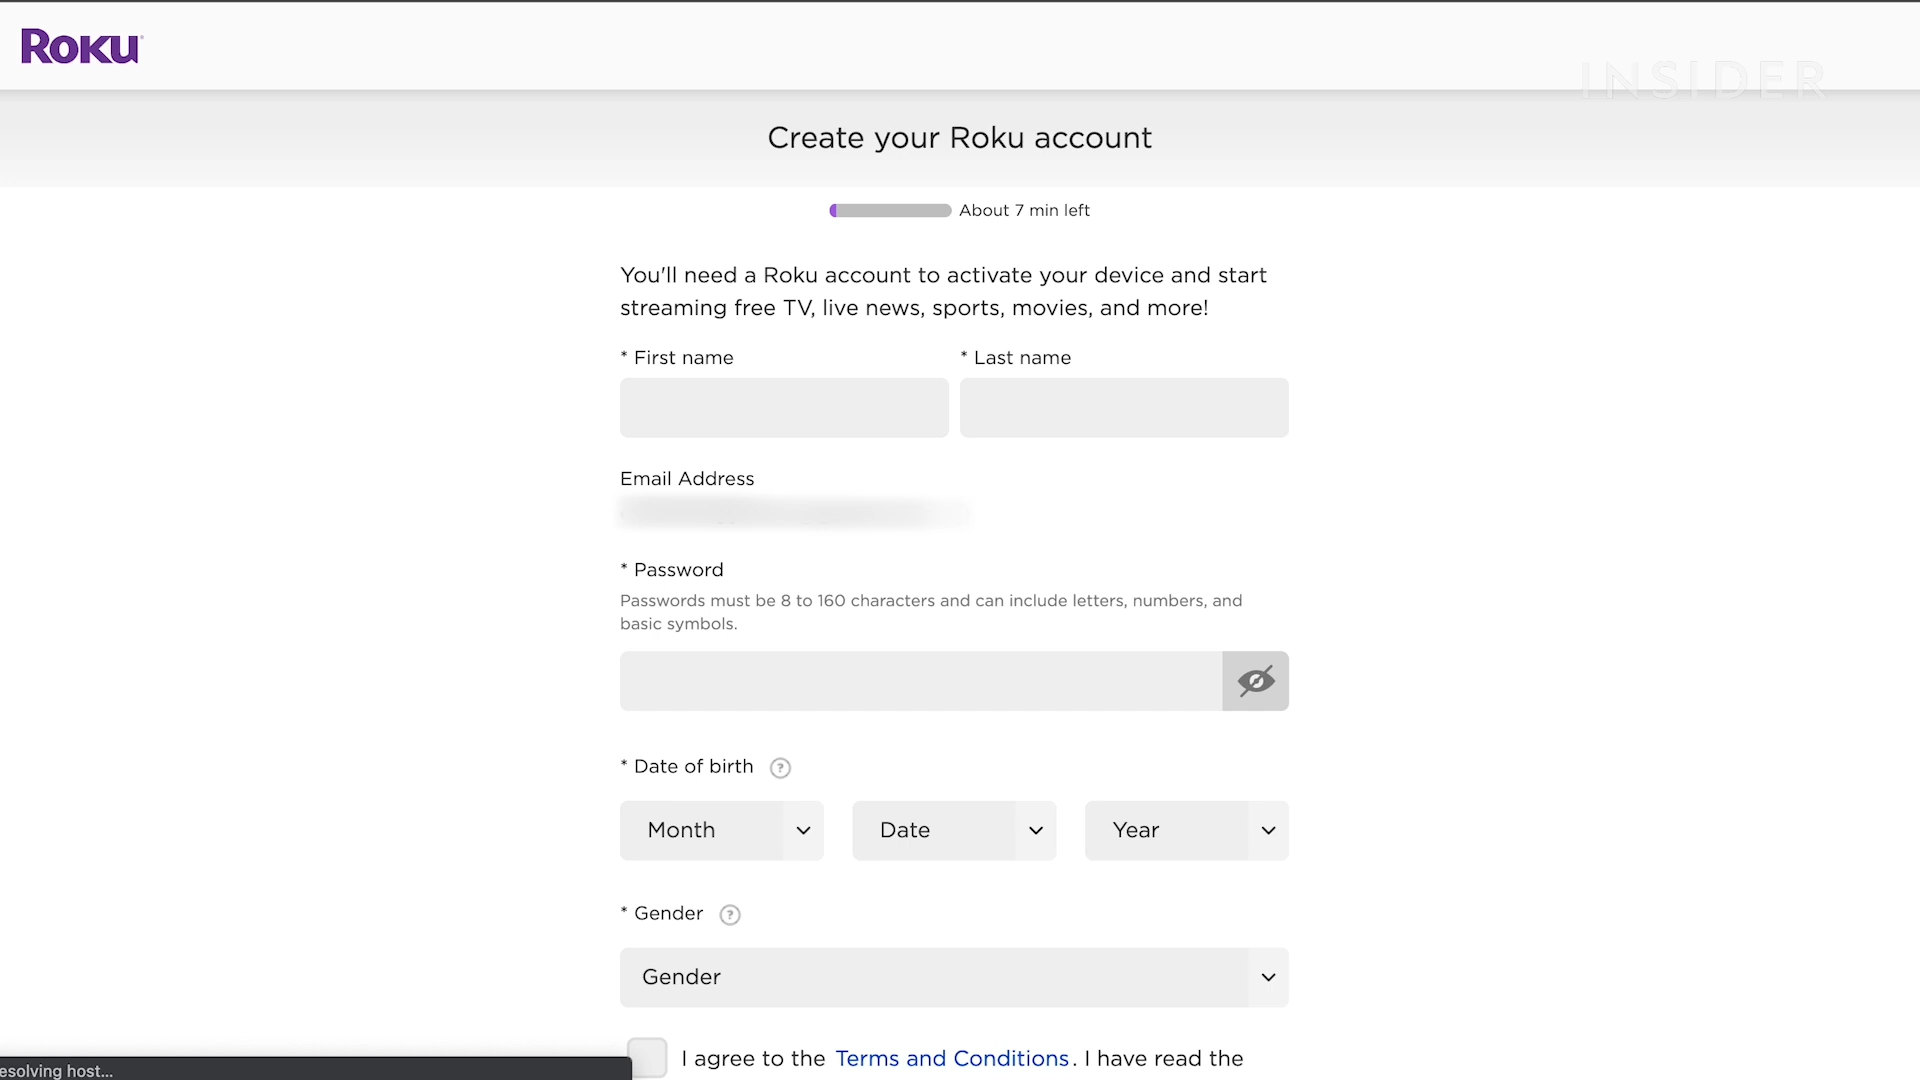 Roku
INSIDER
Create your Roku account
About 7 min left
You'll need a Roku account to activate your device and start
streaming free TV, live news, sports, movies, and more!
* First name
* Last name
Email Address
* Password
Passwords must be 8 to 160 characters and can include letters, numbers, and
basic symbols.
* Date of birth ?
Month
Date
Year
* Gender ?
Gender
I agree to the Terms and Conditions. I have read the
esolving host...